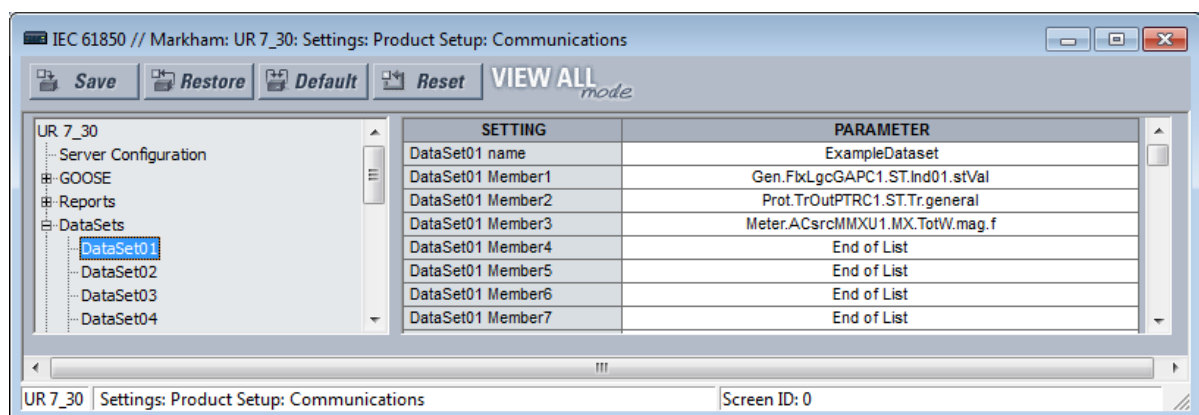 IEC 61850 // Markham: UR 7_30: Settings: Product Setup: Communications
Save Restore Default Reset VIEW ALL mode
UR 7_30
Server Configuration
GOOSE
Reports
DataSets
DataSet01
DataSet02
DataSet03
DataSet04
SETTING PARAMETER
DataSet01 name ExampleDataset
DataSet01 Member1 Gen.FlxLgcGAPC1.ST.Ind01.stVal
DataSet01 Member2 Prot.TrOutPTRC1.ST.Tr.general
DataSet01 Member3 Meter.ACsrcMMXU1.MX.TotW.mag.f
DataSet01 Member4 End of List
DataSet01 Member5 End of List
DataSet01 Member6 End of List
DataSet01 Member7 End of List
UR 7_30 Settings: Product Setup: Communications Screen ID: 0